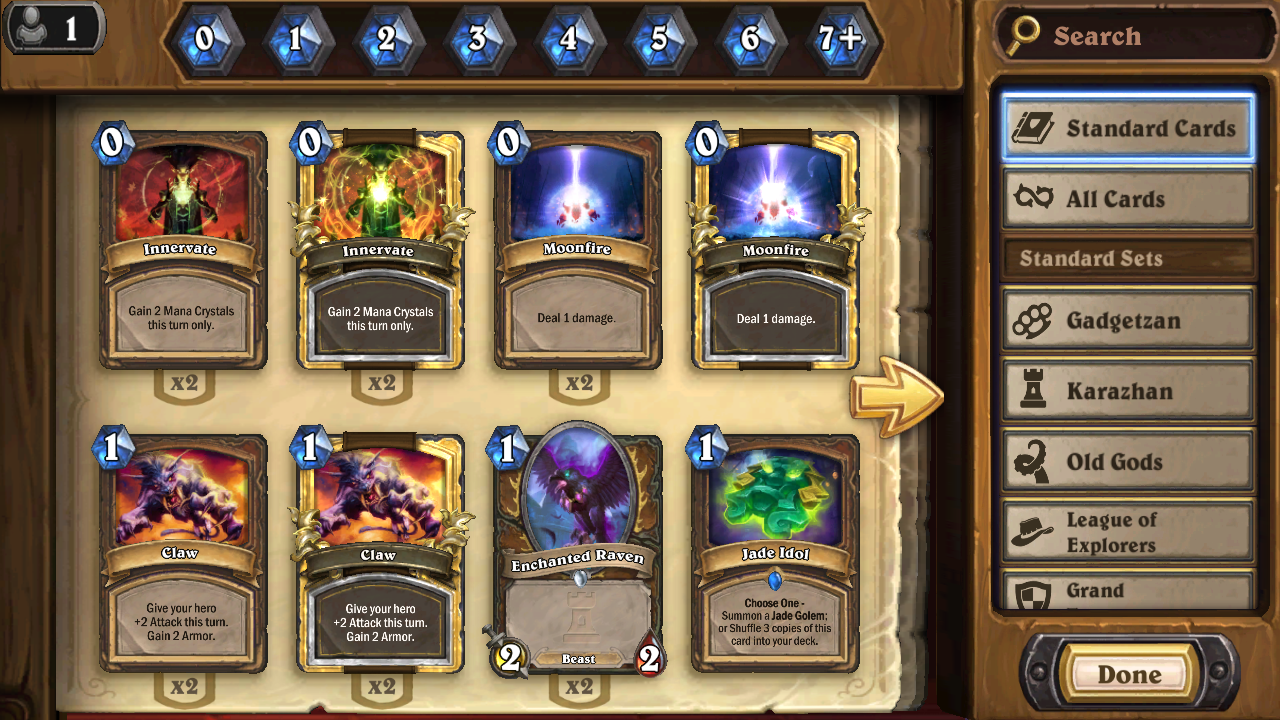 1
0 1 2 3 4 5 6 7+
Search
0 0 0 0
Innervate
Gain 2 Mana Crystals
this turn only.
x2
Innervate
Gain 2 Mana Crystals
this turn only.
x2
Moonfire
Deal 1 damage.
x2
Moonfire
Deal 1 damage.
1 1 1 1
Claw
Give your hero
+2 Attack this turn.
Gain 2 Armor.
x2
Claw
Give your hero
+2 Attack this turn.
Gain 2 Armor.
x2
Enchanted Raven
2
Beast
2
x2
Jade Idol
Choose One -
Summon a Jade Golem;
or Shuffle 3 copies of this
card into your deck.
Standard Cards
All Cards
Standard Sets
Gadgetzan
Karazhan
Old Gods
League of
Explorers
Grand
Done